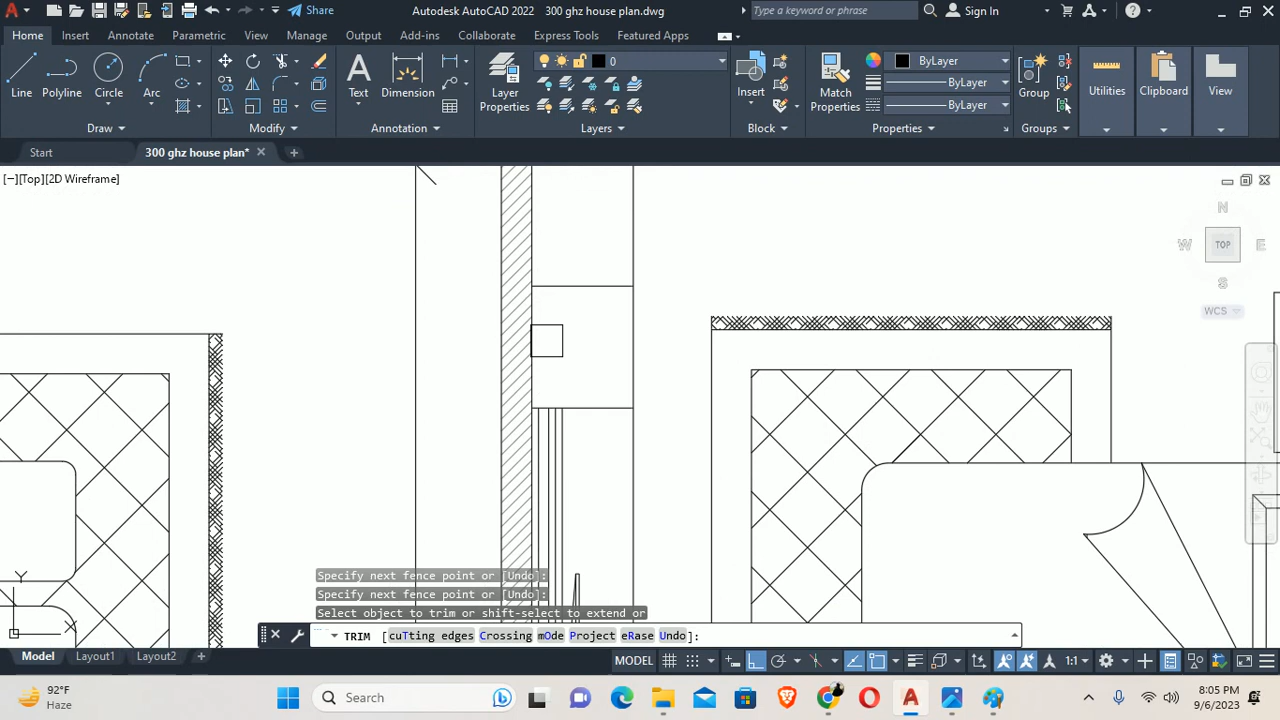 Share
Autodesk AutoCAD 2022 300 ghz house plan.dwg
Type a keyword or phrase
Sign In
Home Insert Annotate Parametric View Manage Output Add-ins Collaborate Express Tools Featured Apps
Line Polyline Circle Arc
Text Dimension
Layer Properties
0
Insert
Match Properties
ByLayer
ByLayer
ByLayer
Group
Utilities
Clipboard
View
Draw Modify Annotation Layers Block Properties Groups
Start 300 ghz house plan* +
[−][Top][2D Wireframe]
N
W TOP E
S
WCS
Y
X
Specify next fence point or [Undo]:
Specify next fence point or [Undo]:
Select object to trim or shift-select to extend or
TRIM [cuTting edges Crossing mOde Project eRase Undo]:
Model Layout1 Layout2 +
MODEL 1:1
92°F
Haze
Search
8:05 PM
9/6/2023